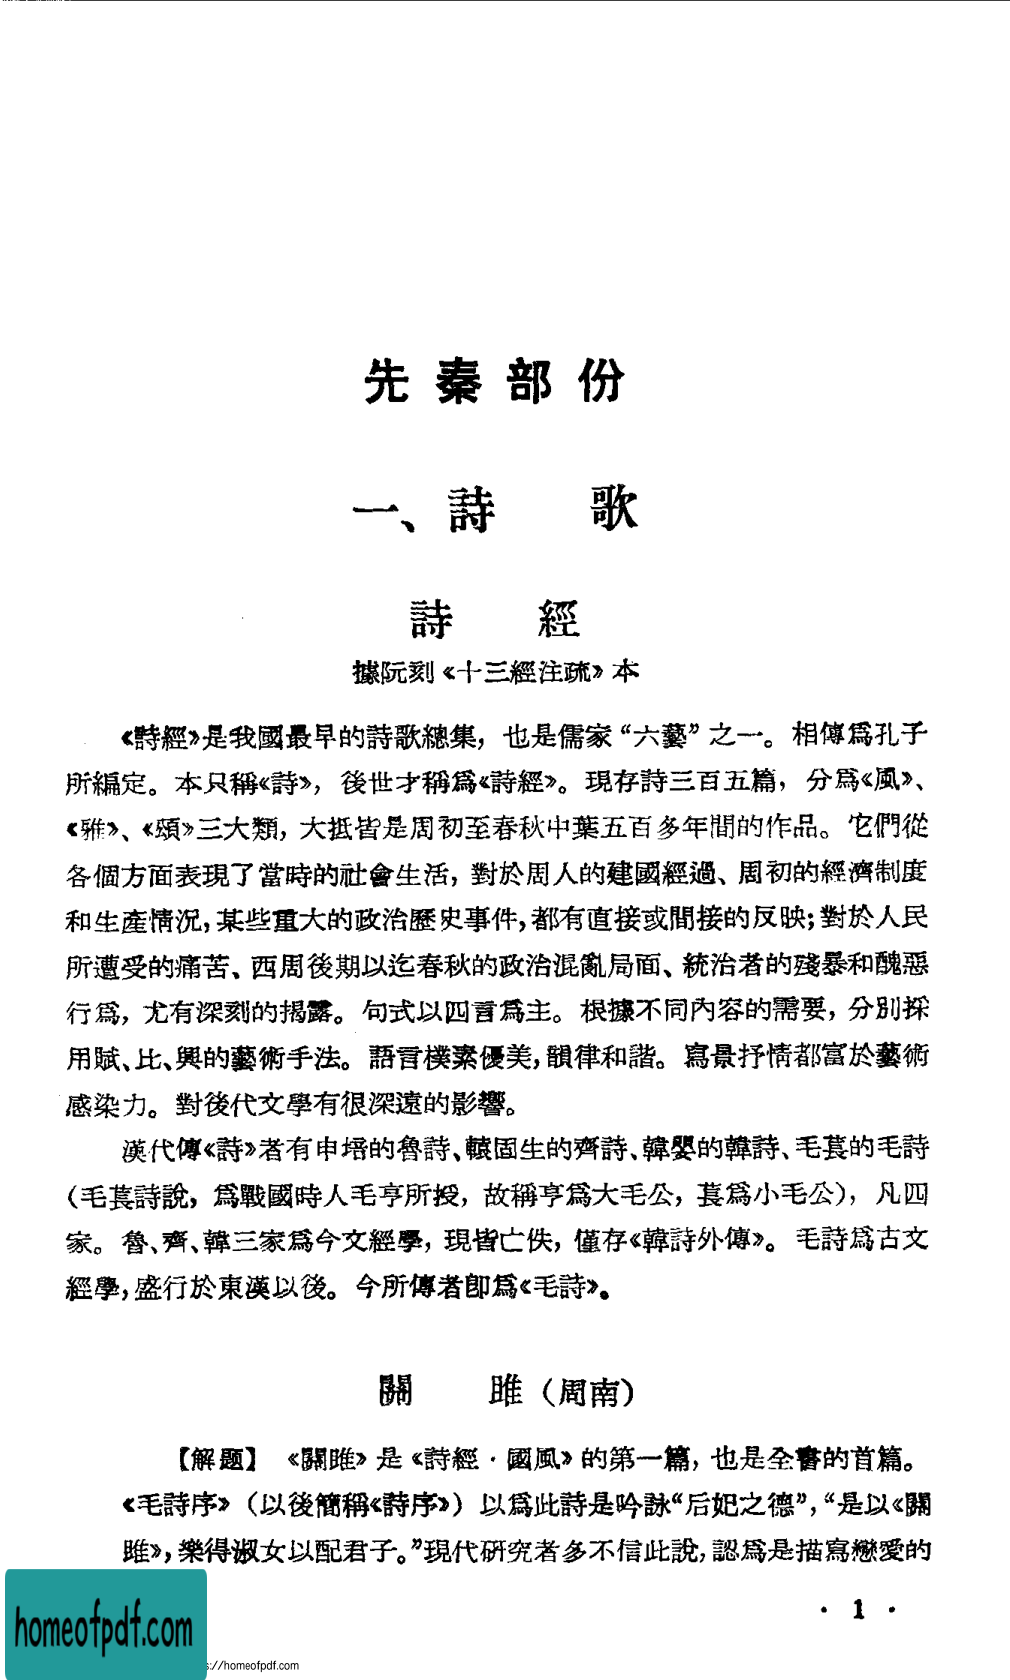 先秦部份
一、詩 歌
詩 經
據阮刻《十三經注疏》本
《詩經》是我國最早的詩歌總集，也是儒家“六藝”之一。相傳爲孔子
所編定。本只稱《詩》，後世才稱爲《詩經》。現存詩三百五篇，分爲《風》、
《雅》、《頌》三大類，大抵皆是周初至春秋中葉五百多年間的作品。它們從
各個方面表現了當時的社會生活，對於周人的建國經過、周初的經濟制度
和生產情況，某些重大的政治歷史事件，都有直接或間接的反映；對於人民
所遭受的痛苦、西周後期以迄春秋的政治混亂局面、統治者的殘暴和醜惡
行爲，尤有深刻的揭露。句式以四言爲主。根據不同內容的需要，分別採
用賦、比、興的藝術手法。語言樸素優美，韻律和諧。寫景抒情都富於藝術
感染力。對後代文學有很深遠的影響。
漢代傳《詩》者有申培的魯詩、轅固生的齊詩、韓嬰的韓詩、毛萇的毛詩
（毛萇詩說，爲戰國時人毛亨所授，故稱亨爲大毛公，萇爲小毛公），凡四
家。魯、齊、韓三家爲今文經學，現皆亡佚，僅存《韓詩外傳》。毛詩爲古文
經學，盛行於東漢以後。今所傳者即爲《毛詩》。
關 雎（周南）
【解題】 《關雎》是《詩經·國風》的第一篇，也是全書的首篇。
《毛詩序》（以後簡稱《詩序》）以爲此詩是吟詠“后妃之德”，“是以《關
雎》，樂得淑女以配君子。”現代研究者多不信此說，認爲是描寫戀愛的
· 1 ·
homeofpdf.com
s://homeofpdf.com